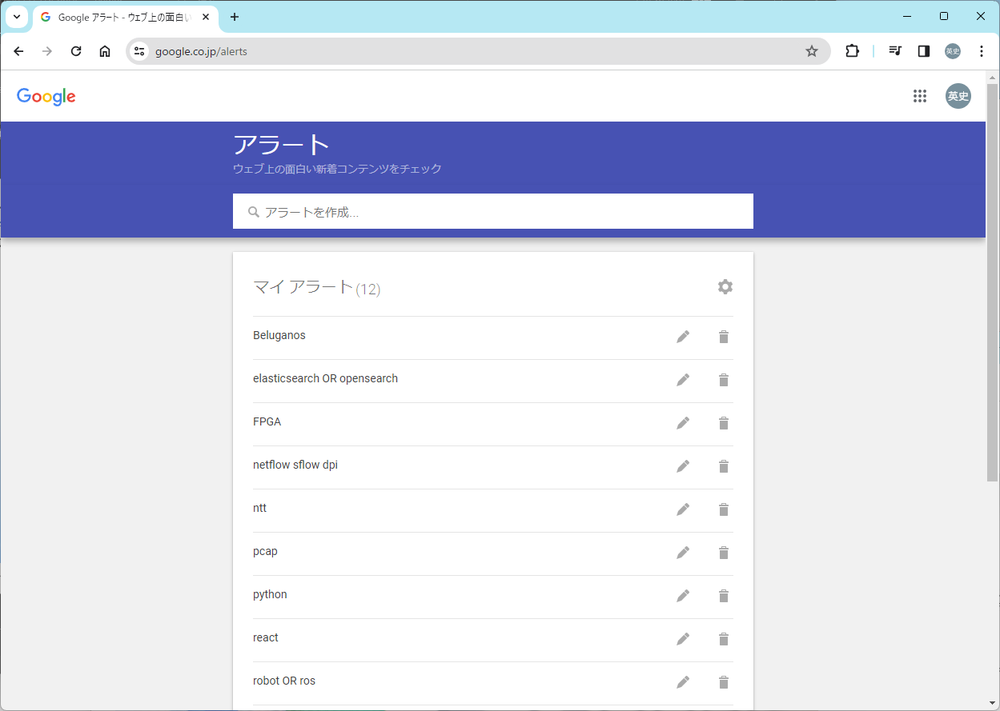 Google アラート - ウェブ上の面白い
google.co.jp/alerts
英史
Google
英史
アラート
ウェブ上の面白い新着コンテンツをチェック
アラートを作成...
マイ アラート (12)
Beluganos
elasticsearch OR opensearch
FPGA
netflow sflow dpi
ntt
pcap
python
react
robot OR ros